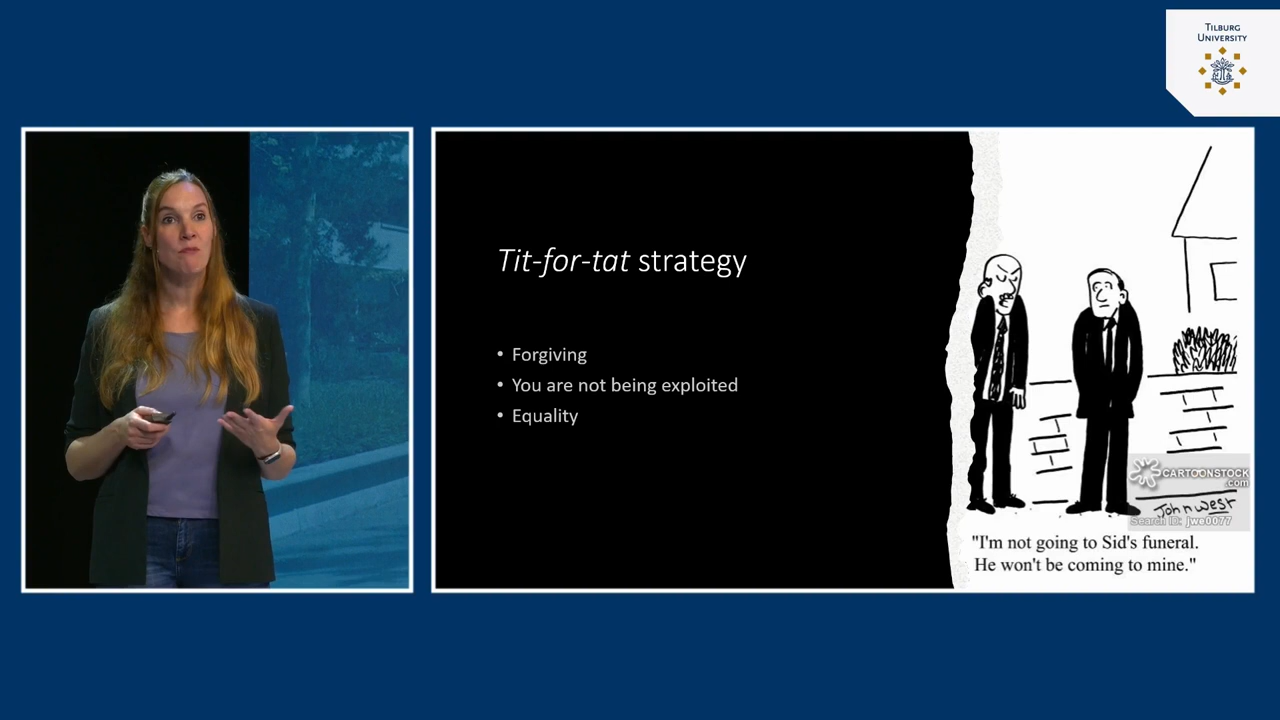 TILBURG
UNIVERSITY
Tit-for-tat strategy
• Forgiving
• You are not being exploited
• Equality
CARTOONSTOCK
.com
John West
Search ID: jwe0077
"I'm not going to Sid's funeral.
He won't be coming to mine."